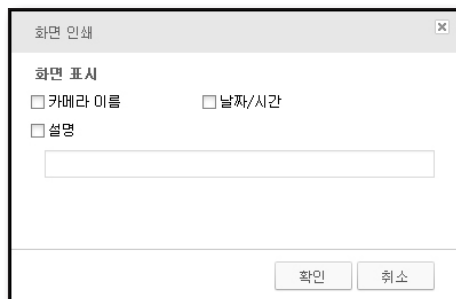 화면 인쇄
화면 표시
카메라 이름 날짜/시간
설명
확인 취소